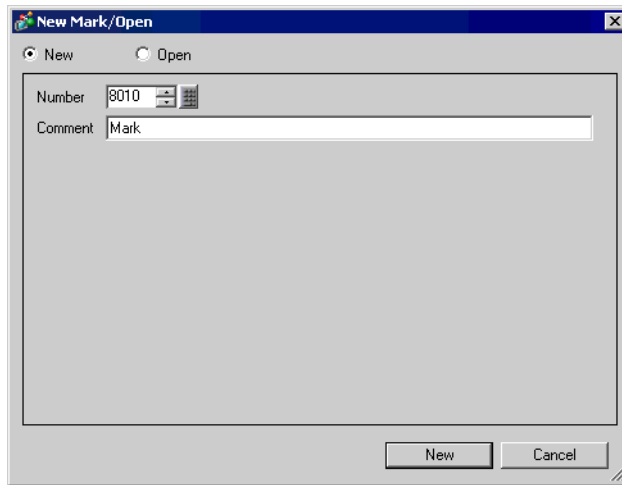 New Mark/Open
New Open
Number 8010
Comment Mark
New Cancel